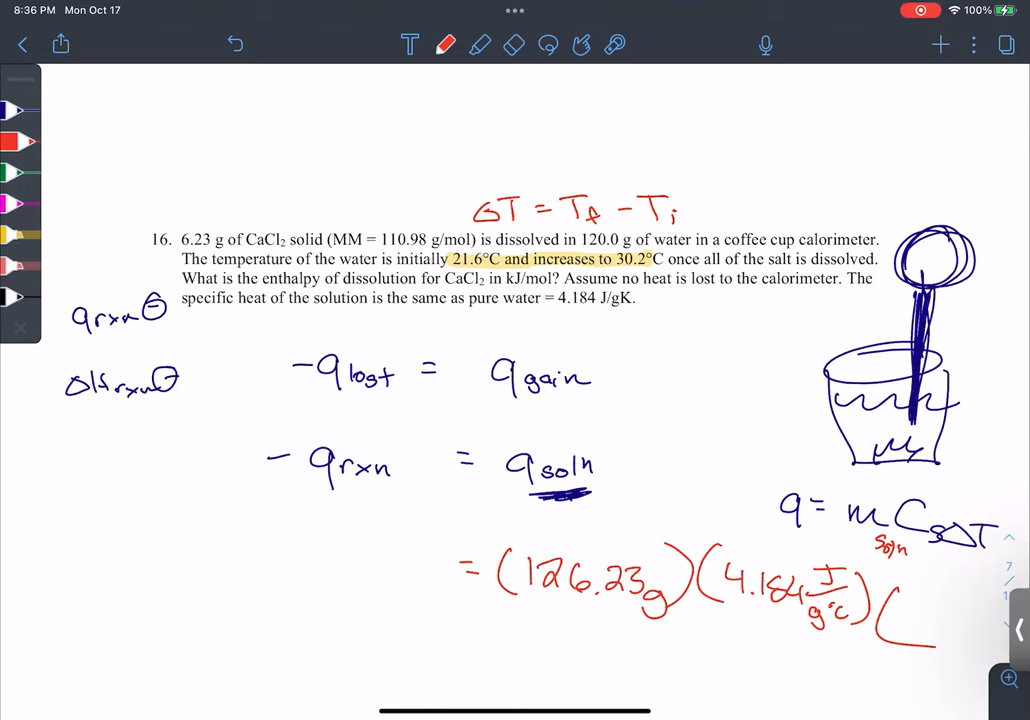 8:36 PM Mon Oct 17
100%
ΔT = Tf - Ti
16. 6.23 g of CaCl₂ solid (MM = 110.98 g/mol) is dissolved in 120.0 g of water in a coffee cup calorimeter.
The temperature of the water is initially 21.6°C and increases to 30.2°C once all of the salt is dissolved.
What is the enthalpy of dissolution for CaCl₂ in kJ/mol? Assume no heat is lost to the calorimeter. The
specific heat of the solution is the same as pure water = 4.184 J/gK.
qrxn ⊖
ΔHrxn ⊖
-qlost = qgain
-qrxn = qsoln
q = mCsΔT
soln
= (126.23g)(4.184 J/g°C)(
7
/